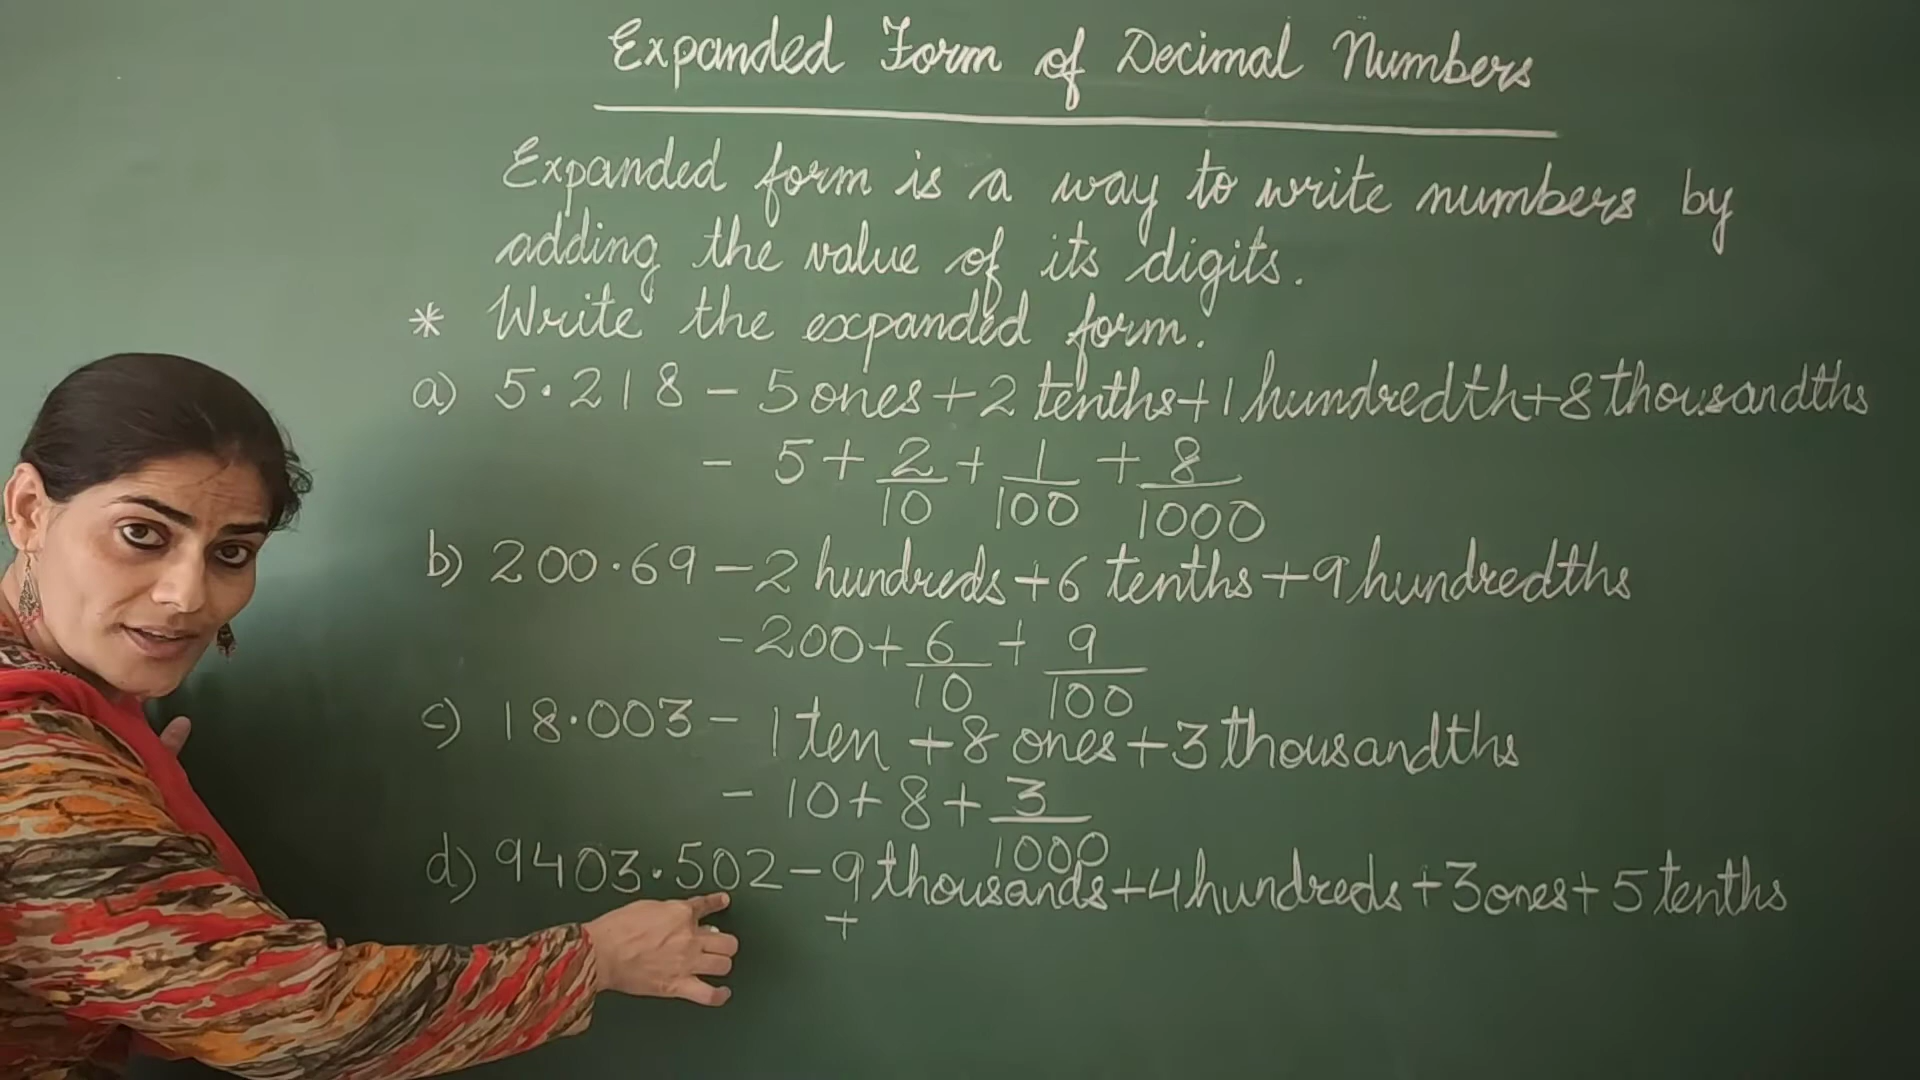 Expanded Form of Decimal Numbers
Expanded form is a way to write numbers by
adding the value of its digits.
* Write the expanded form.
a) 5.218 - 5 ones + 2 tenths + 1 hundredth + 8 thousandths
- 5 + 2/10 + 1/100 + 8/1000
b) 200.69 - 2 hundreds + 6 tenths + 9 hundredths
- 200 + 6/10 + 9/100
c) 18.003 - 1 ten + 8 ones + 3 thousandths
- 10 + 8 + 3/1000
d) 9403.502 - 9 thousands + 4 hundreds + 3 ones + 5 tenths
+